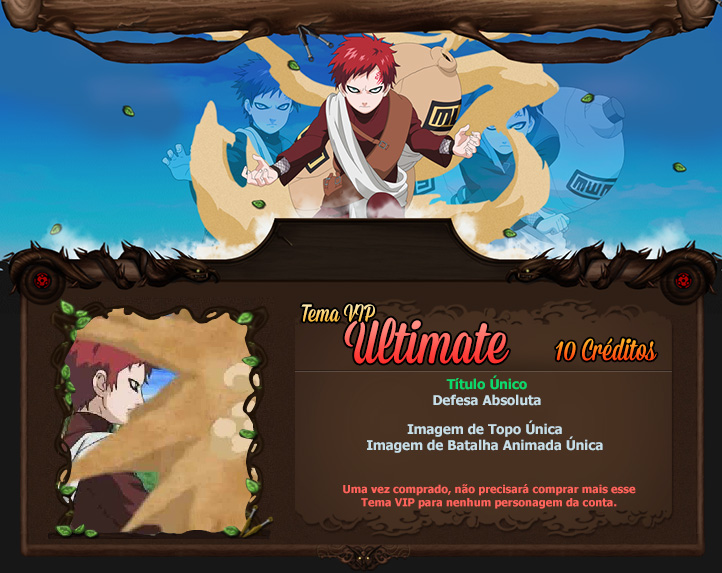 Tema VIP
Ultimate
10 Créditos
Título Único
Defesa Absoluta
Imagem de Topo Única
Imagem de Batalha Animada Única
Uma vez comprado, não precisará comprar mais esse
Tema VIP para nenhum personagem da conta.